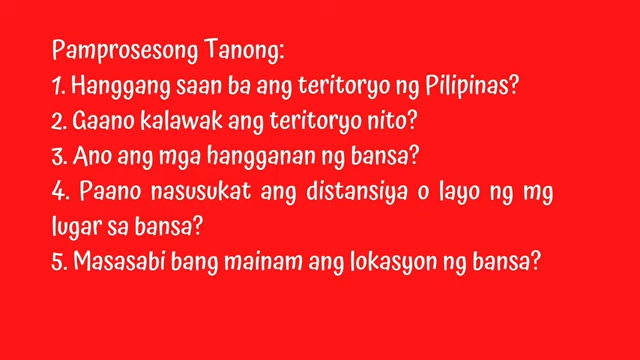 Pamprosesong Tanong:
1. Hanggang saan ba ang teritoryo ng Pilipinas?
2. Gaano kalawak ang teritoryo nito?
3. Ano ang mga hangganan ng bansa?
4. Paano nasusukat ang distansiya o layo ng mg
lugar sa bansa?
5. Masasabi bang mainam ang lokasyon ng bansa?